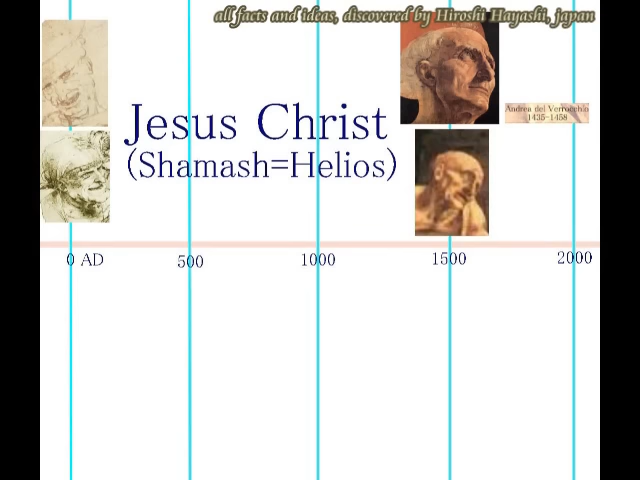 all facts and ideas, discovered by Hiroshi Hayashi, japan
Jesus Christ
(Shamash=Helios)
Andrea del Verrocchio
1435-1458
0 AD
500
1000
1500
2000